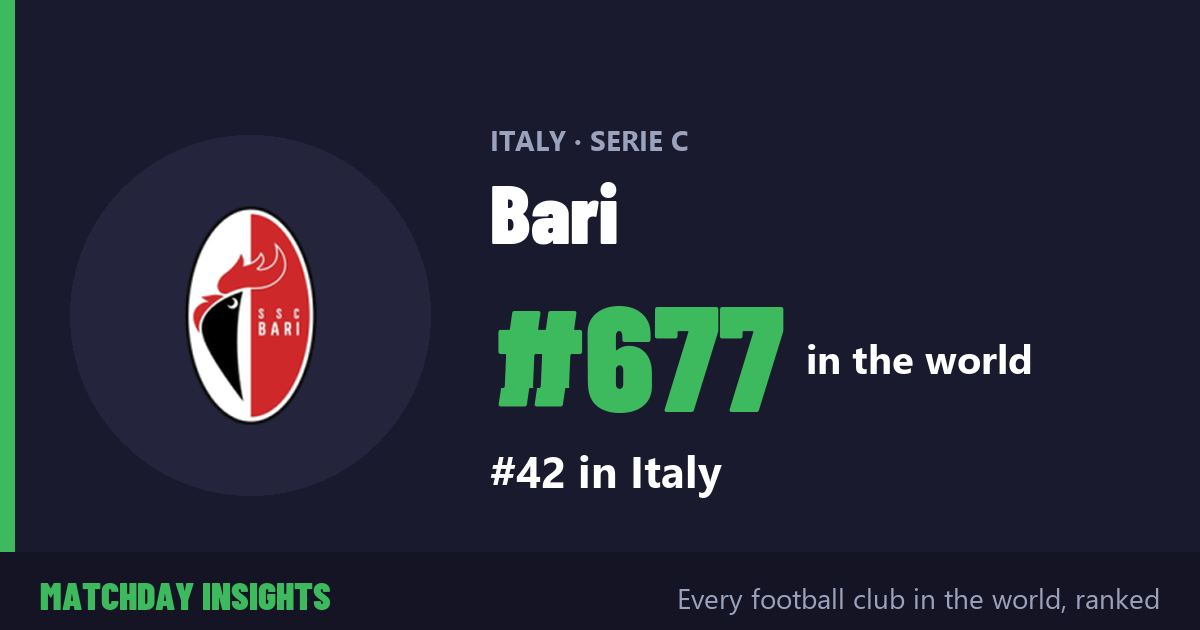 ITALY · SERIE C
Bari
SSC
BARI
#677 in the world
#42 in Italy
MATCHDAY INSIGHTS
Every football club in the world, ranked